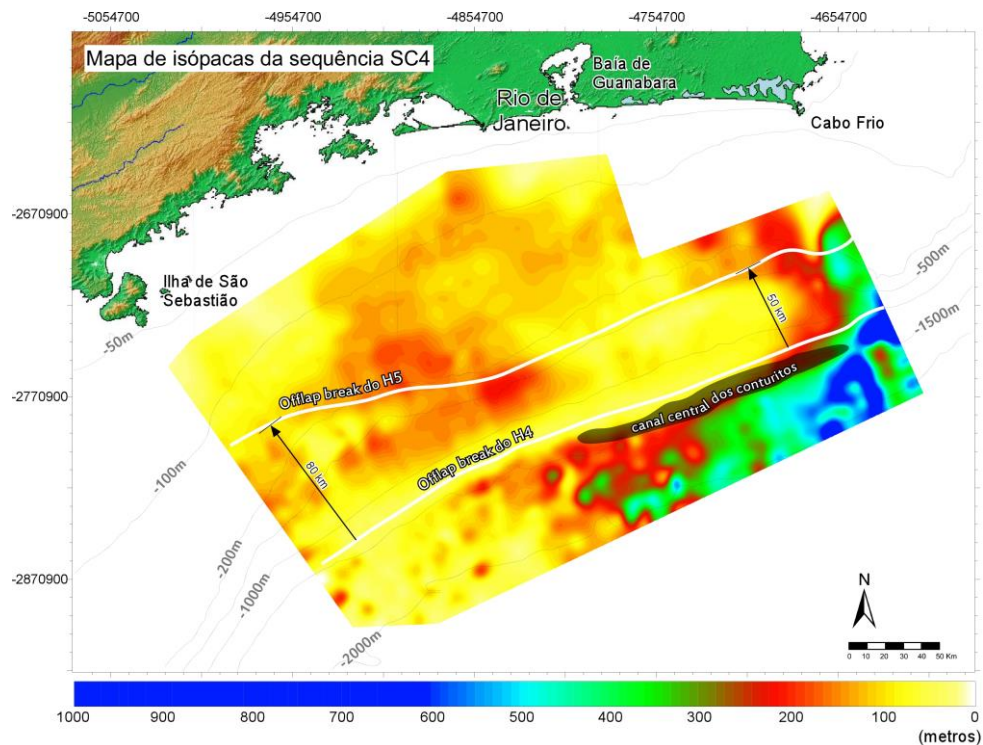 -5054700 -4954700 -4854700 -4754700 -4654700
Mapa de isópacas da sequência SC4
Baía de
Guanabara
Rio de
Janeiro
Cabo Frio
-2670900
Ilha de São
Sebastião
-50m
-500m
50 km
-1500m
Offlap break do H5
-2770900
canal central dos conturitos
Offlap break do H4
80 km
-100m
-200m
-2870900
-1000m
-2000m
N
0 10 20 30 40 50 Km
1000 900 800 700 600 500 400 300 200 100 0
(metros)